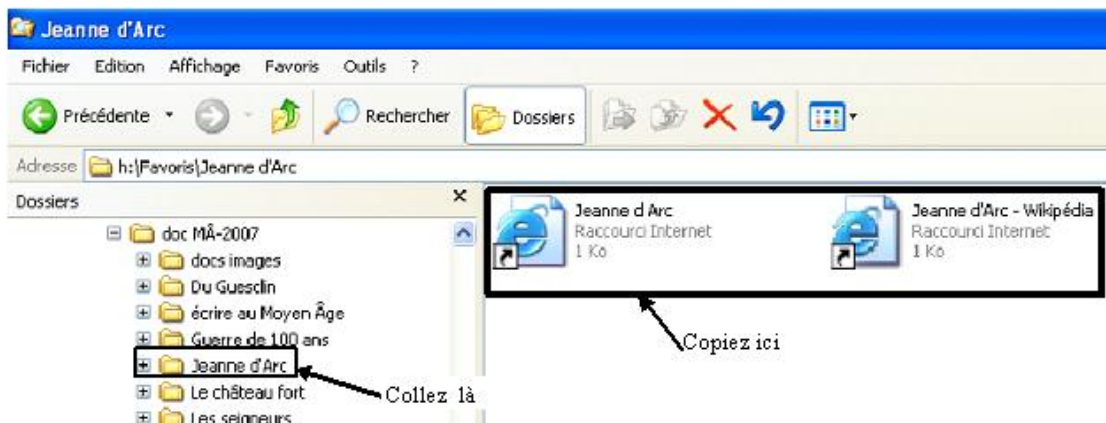 Jeanne d'Arc
Fichier Edition Affichage Favoris Outils ?
Précédente Rechercher Dossiers
Adresse h:\Favoris\Jeanne d'Arc
Dossiers
doc MÂ-2007
docs images
Du Guesclin
écrire au Moyen Âge
Guerre de 100 ans
Jeanne d'Arc
Le château fort
Les seigneurs
Jeanne d Arc
Raccourci Internet
1 Ko
Jeanne d'Arc - Wikipédia
Raccourci Internet
1 Ko
Copiez ici
Collez là